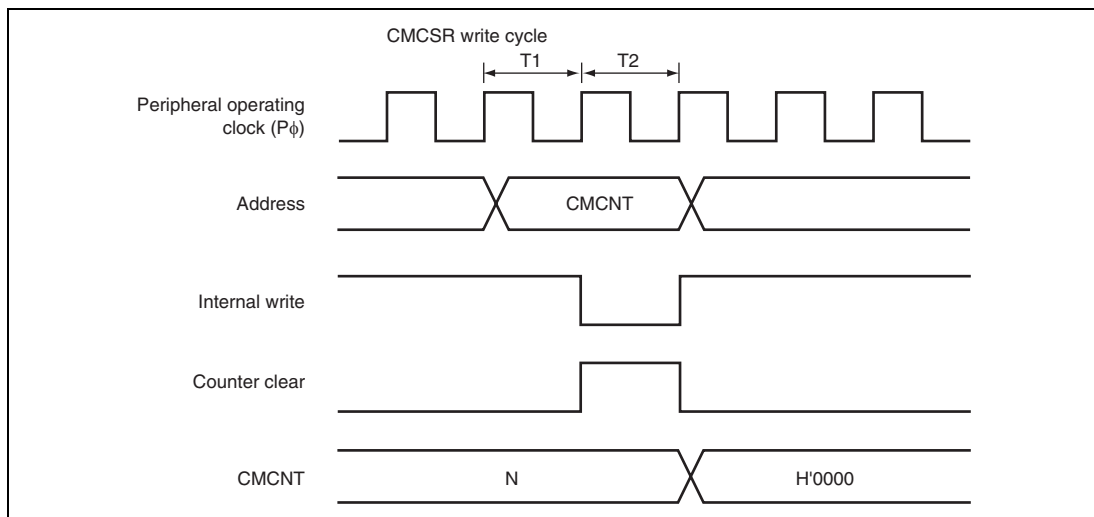 CMCSR write cycle
T1 T2
Peripheral operating
clock (Pϕ)
Address CMCNT
Internal write
Counter clear
CMCNT N H'0000